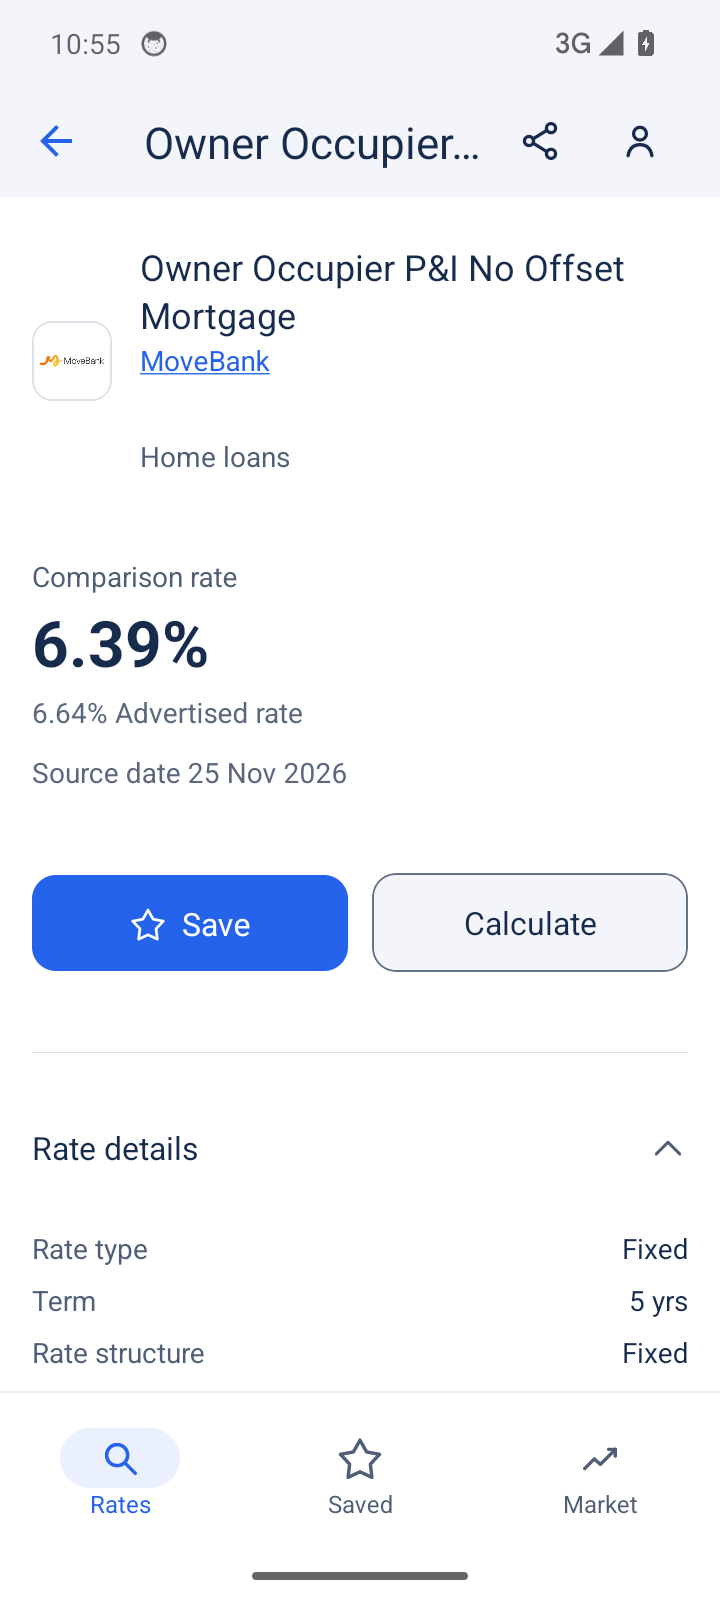 10:55
3G
Owner Occupier...
Owner Occupier P&I No Offset
Mortgage
MoveBank
MoveBank
Home loans
Comparison rate
6.39%
6.64% Advertised rate
Source date 25 Nov 2026
Save
Calculate
Rate details
Rate type Fixed
Term 5 yrs
Rate structure Fixed
Rates
Saved
Market